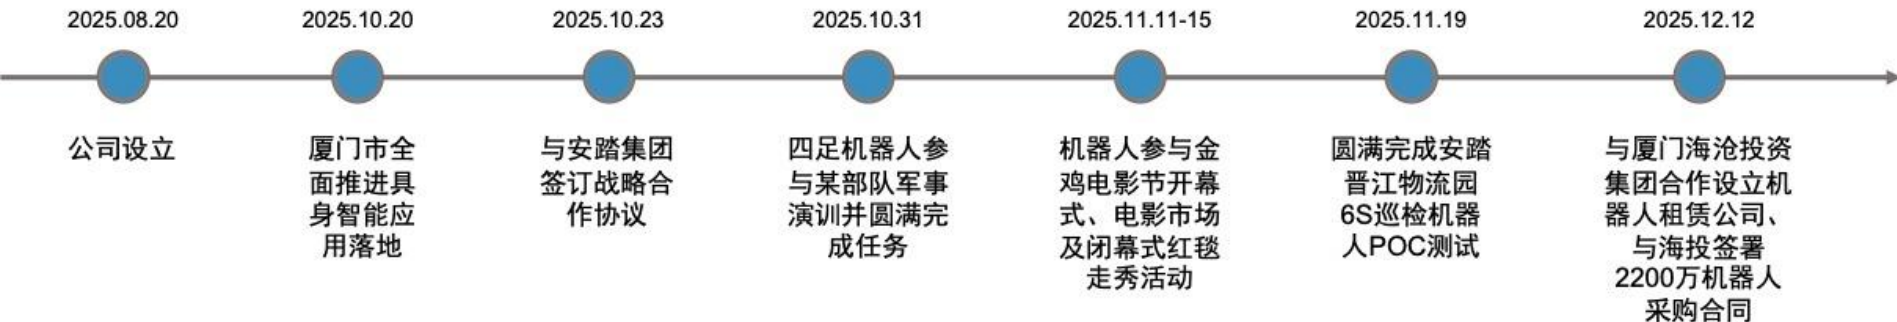 2025.08.20
公司设立
2025.10.20
厦门市全
面推进具
身智能应
用落地
2025.10.23
与安踏集团
签订战略合
作协议
2025.10.31
四足机器人参
与某部队军事
演训并圆满完
成任务
2025.11.11-15
机器人参与金
鸡电影节开幕
式、电影市场
及闭幕式红毯
走秀活动
2025.11.19
圆满完成安踏
晋江物流园
6S巡检机器
人POC测试
2025.12.12
与厦门海沧投资
集团合作设立机
器人租赁公司、
与海投签署
2200万机器人
采购合同